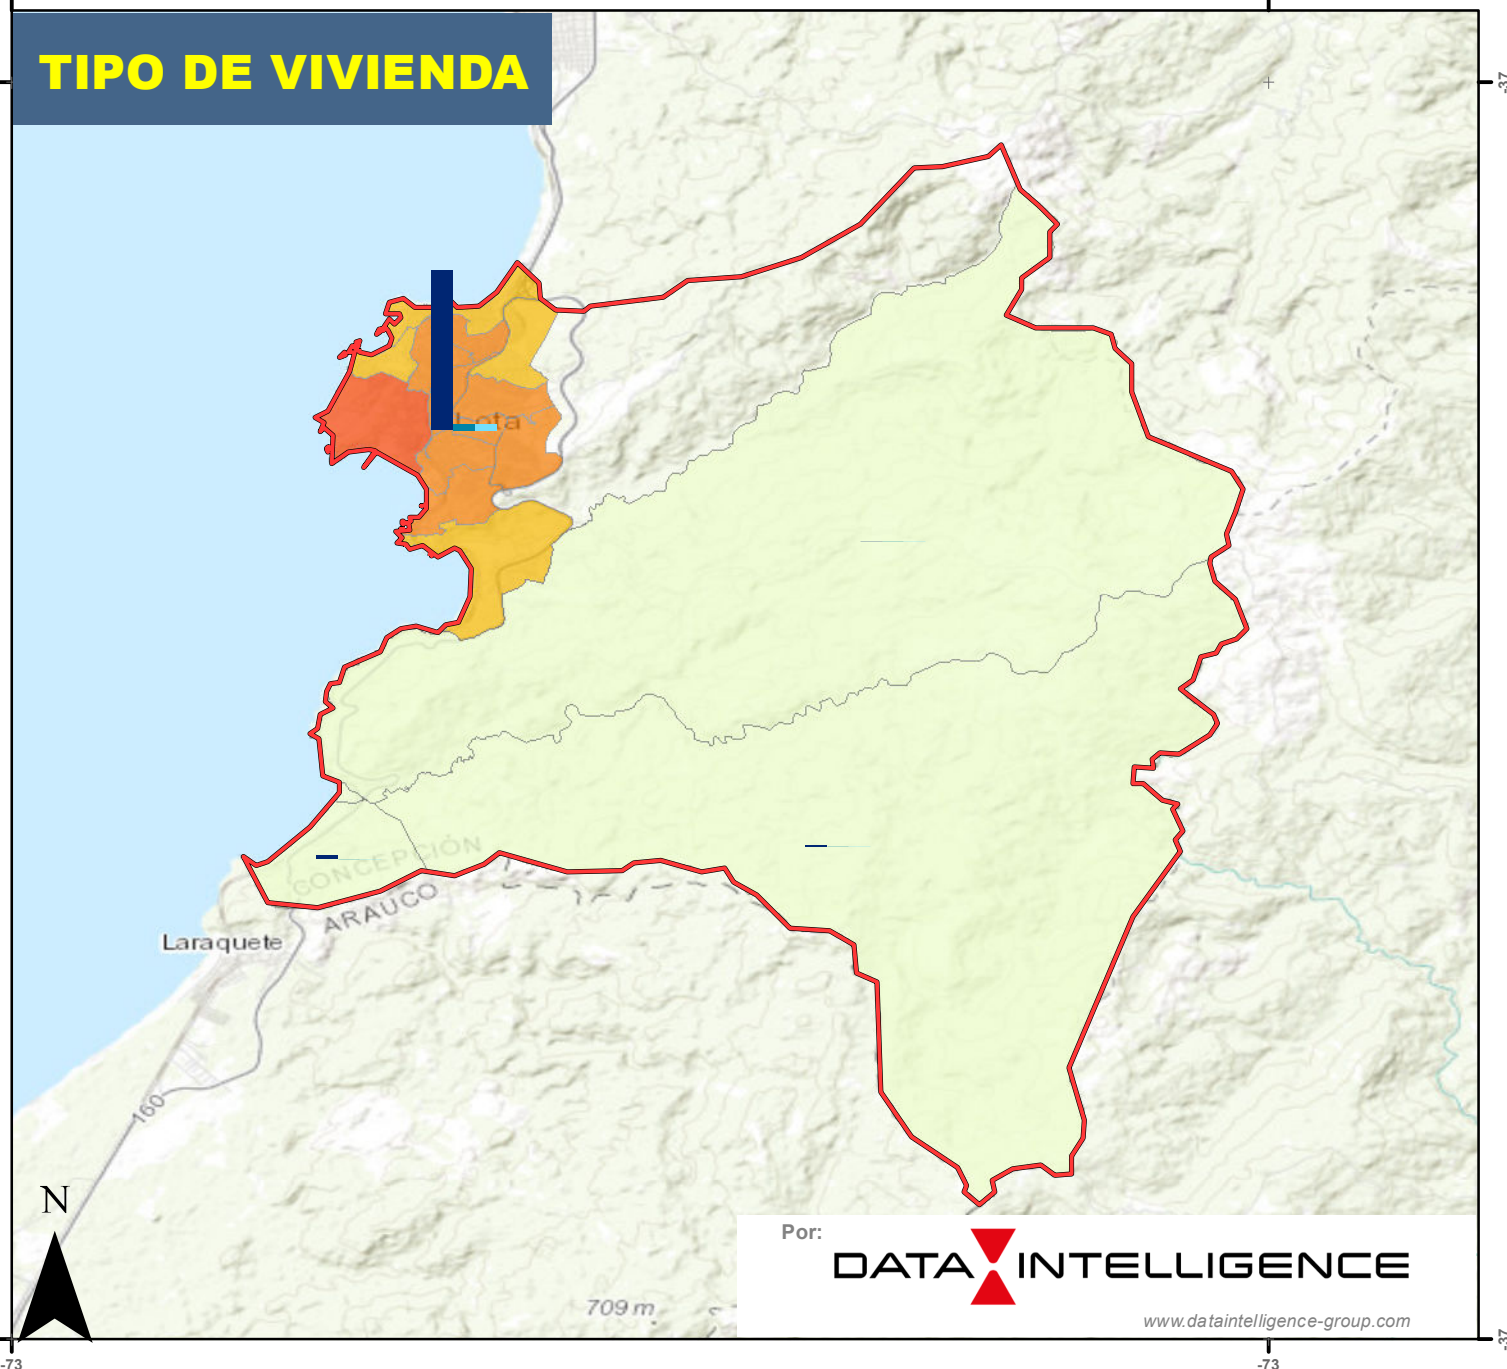 TIPO DE VIVIENDA
Lota
CONCEPCIÓN
ARAUCO
Laraquete
160
N
709 m
Por:
DATA INTELLIGENCE
www.dataintelligence-group.com
-73
-73
-37
-37